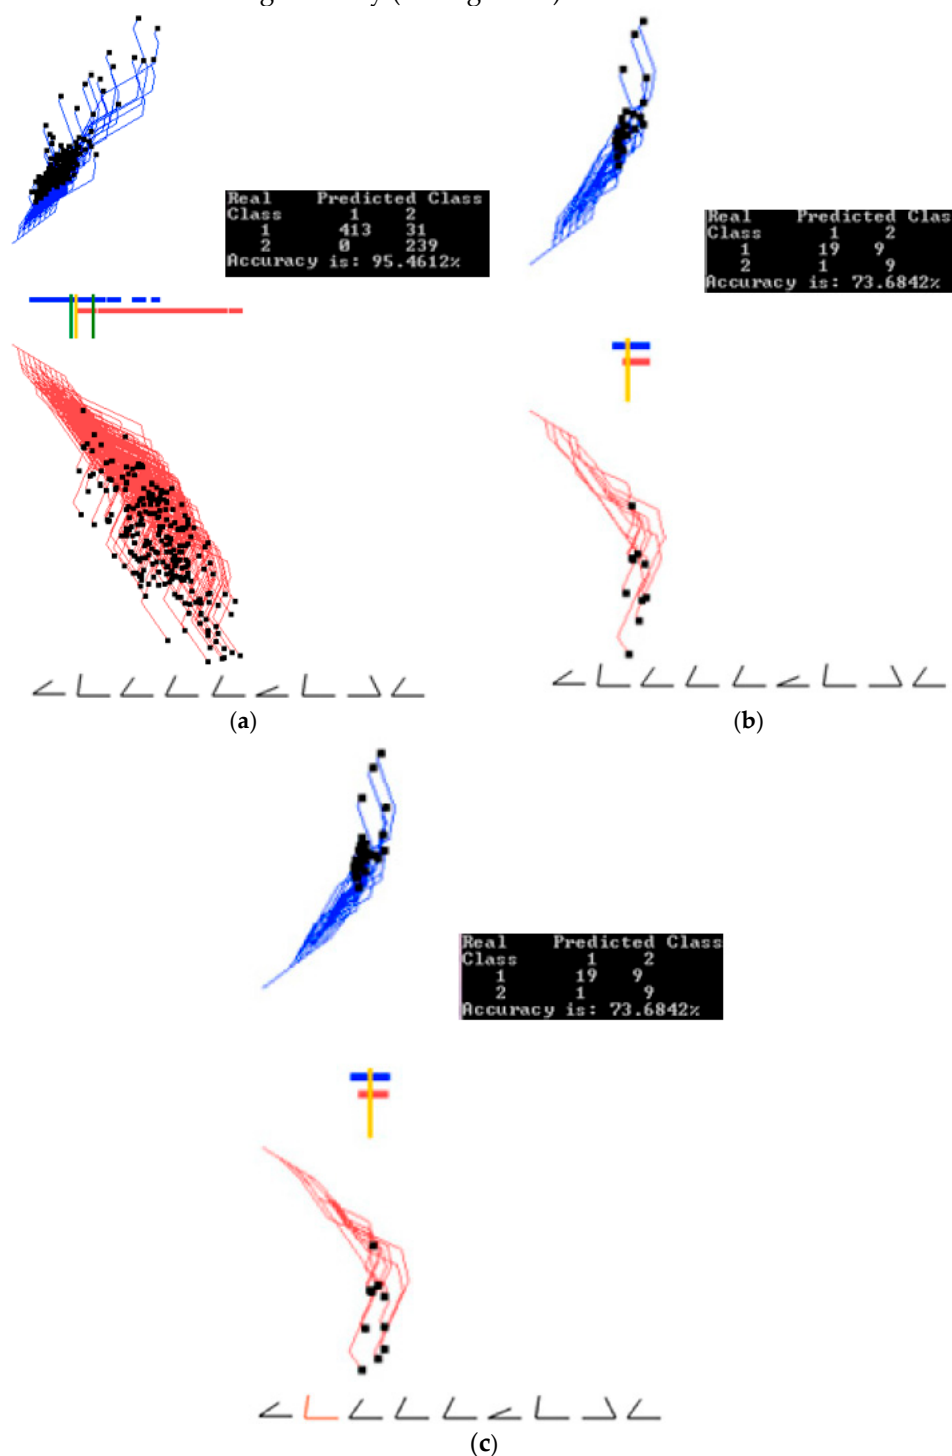 Real Predicted Class
Class 1 2
1 413 31
2 0 239
Accuracy is: 95.4612%
Real Predicted Clas
Class 1 2
1 19 9
2 1 9
Accuracy is: 73.6842%
(a)
(b)
Real Predicted Class
Class 1 2
1 19 9
2 1 9
Accuracy is: 73.6842%
(c)